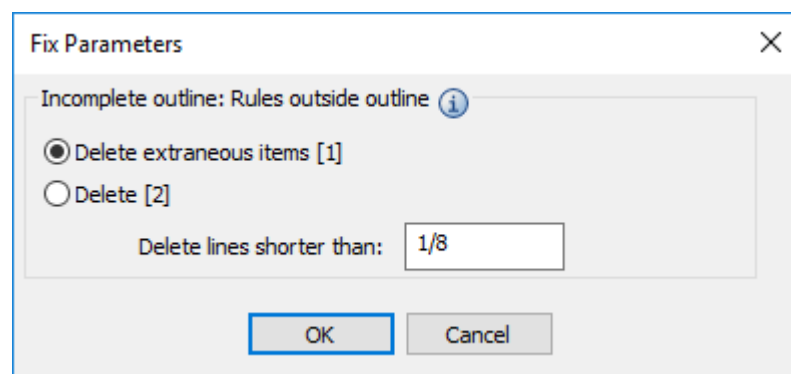 Fix Parameters
Incomplete outline: Rules outside outline
Delete extraneous items [1]
Delete [2]
Delete lines shorter than: 1/8
OK Cancel